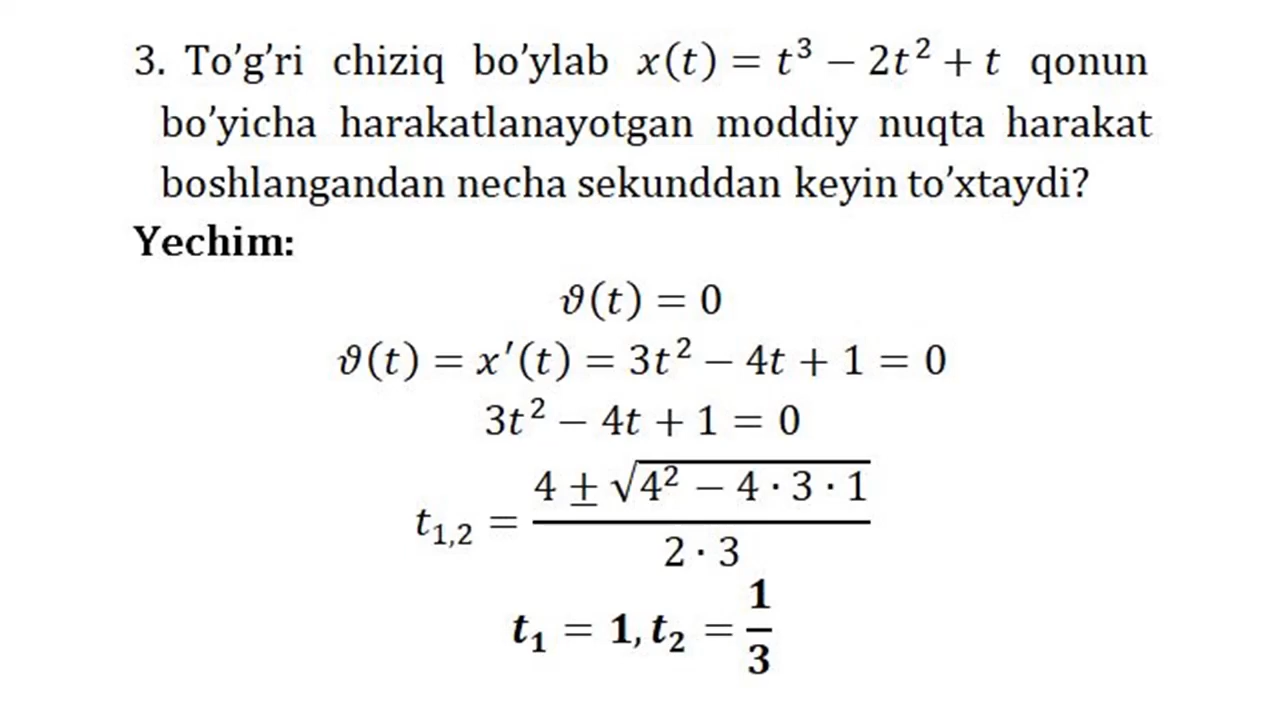 3. To’g’ri chiziq bo’ylab x(t) = t³ − 2t² + t qonun
bo’yicha harakatlanayotgan moddiy nuqta harakat
boshlangandan necha sekunddan keyin to’xtaydi?
Yechim:
ϑ(t) = 0
ϑ(t) = x′(t) = 3t² − 4t + 1 = 0
3t² − 4t + 1 = 0
t₁,₂ = (4 ± √(4² − 4 · 3 · 1)) / (2 · 3)
t₁ = 1, t₂ = 1/3